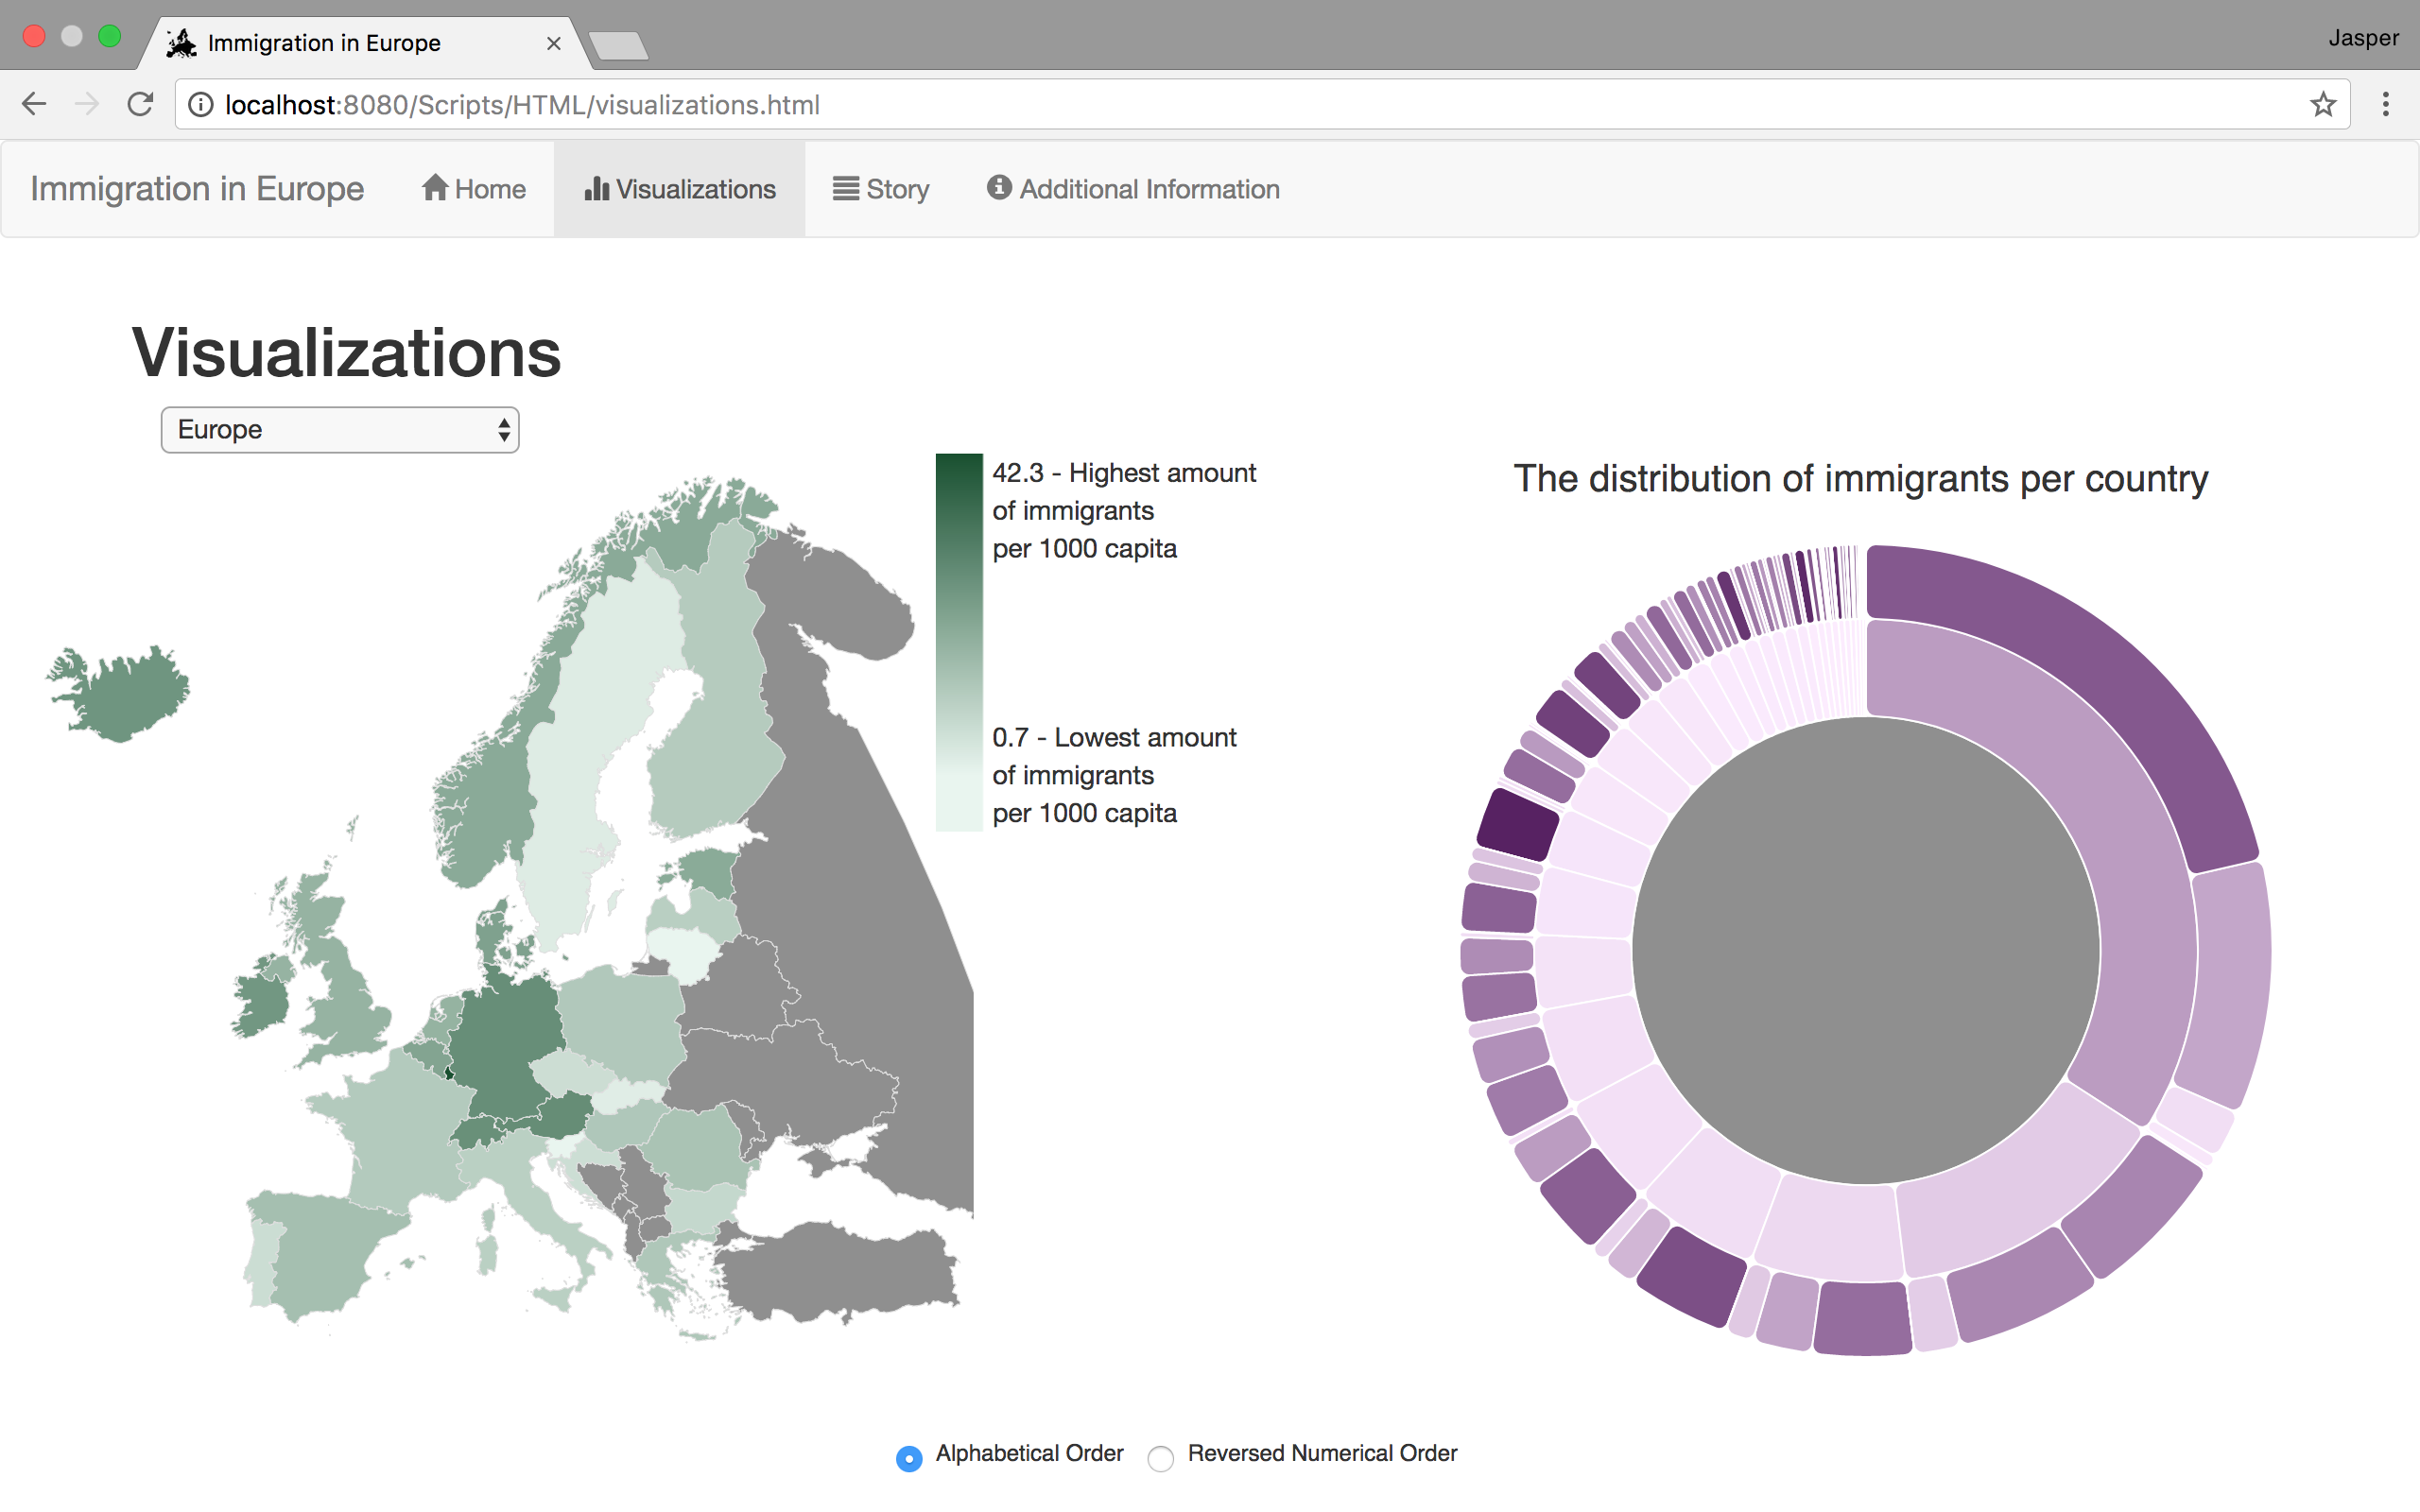 Immigration in Europe
Jasper
localhost:8080/Scripts/HTML/visualizations.html
Immigration in Europe Home Visualizations Story Additional Information
Visualizations
Europe
42.3 - Highest amount
of immigrants
per 1000 capita
0.7 - Lowest amount
of immigrants
per 1000 capita
The distribution of immigrants per country
Alphabetical Order Reversed Numerical Order